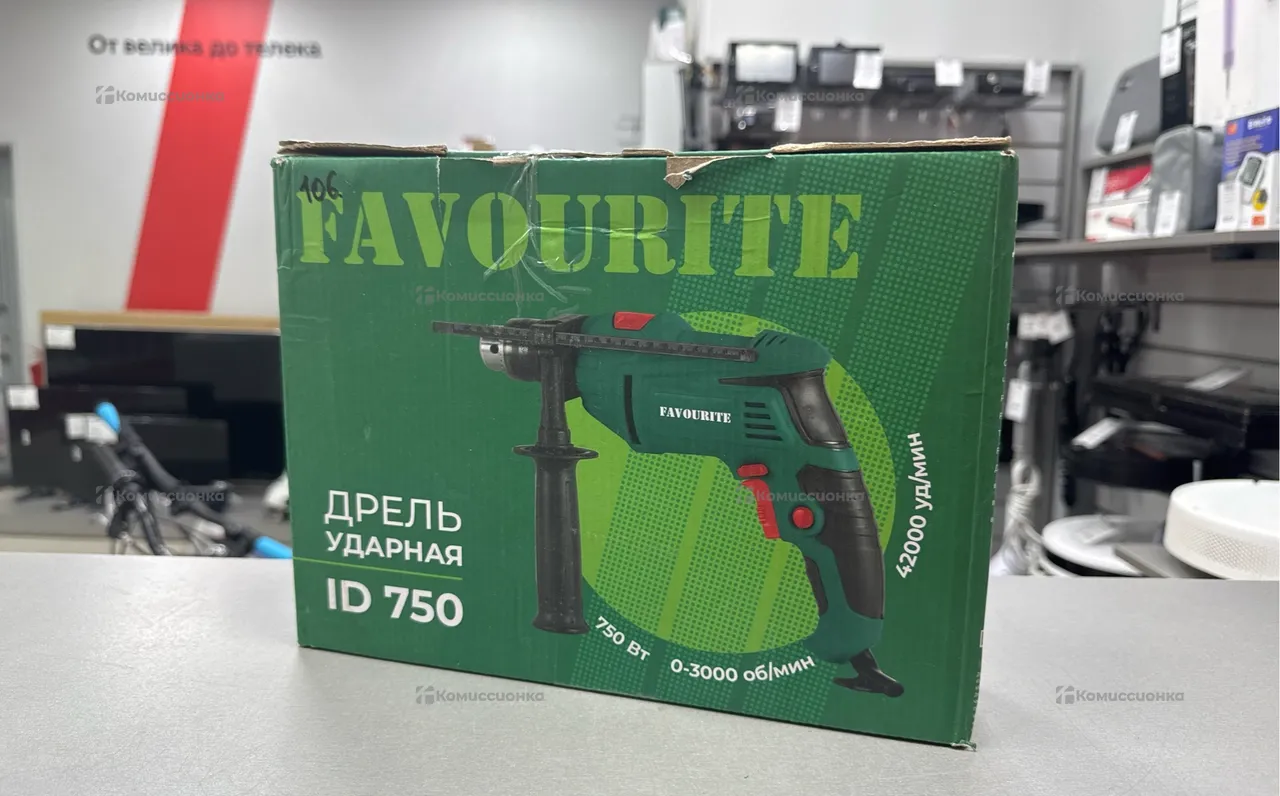 От велика до телека
Комиссионка
Комиссионка
106
FAVOURITE
Комиссионка
Комиссионка
FAVOURITE
ДРЕЛЬ
УДАРНАЯ
ID 750
Комиссионка
Комиссионка
42000 уд/мин
750 Вт
0-3000 об/мин
Комиссионка
Комиссионка